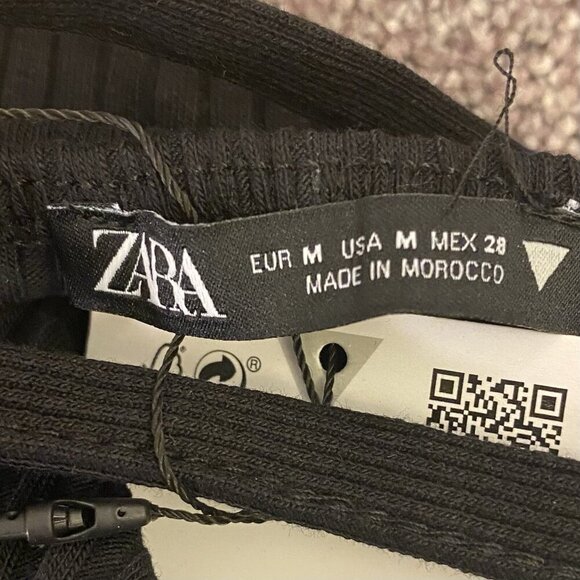 ZARA
EUR M USA M MEX 28
MADE IN MOROCCO
®